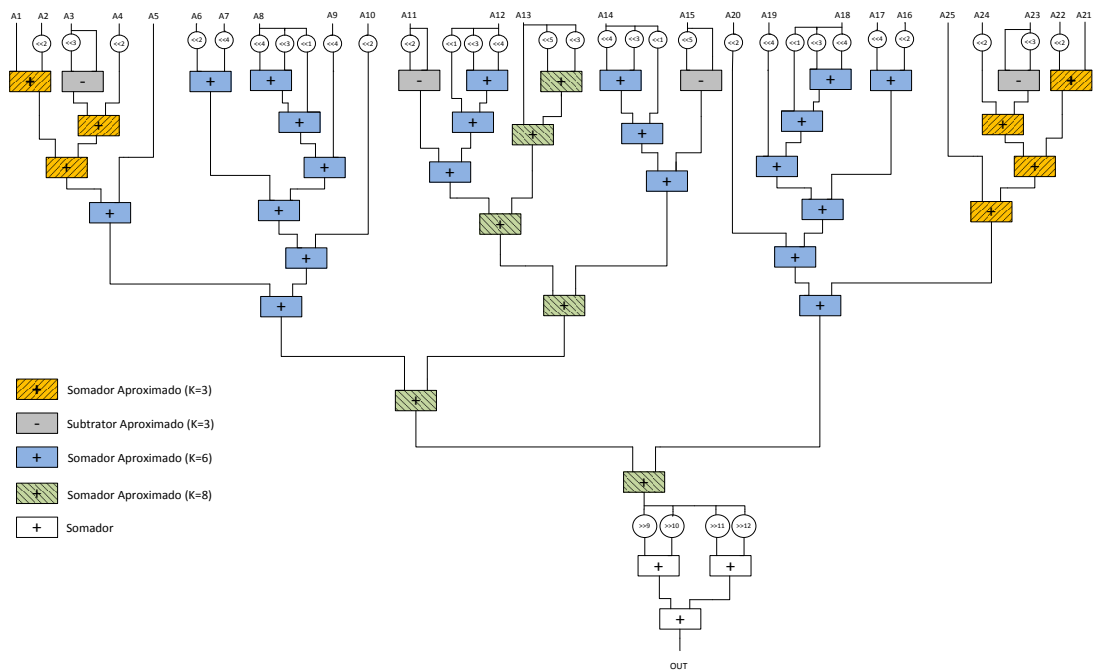 A1 A2 A3 A4 A5 A6 A7 A8 A9 A10 A11 A12 A13 A14 A15 A20 A19 A18 A17 A16 A25 A24 A23 A22 A21
<<2 <<3 <<2 <<2 <<4 <<4 <<3 <<1 <<4 <<2 <<2 <<1 <<3 <<4 <<5 <<3 <<4 <<3 <<1 <<5 <<2 <<4 <<1 <<3 <<4 <<4 <<2 <<2 <<3 <<2
+ - + + + + - + + + - +
+ + + + + + +
+ + + + + + +
+ + + + +
+ +
+ + +
+
Somador Aproximado (K=3)
+
+
- Subtrator Aproximado (K=3)
+ Somador Aproximado (K=6)
+
+ Somador Aproximado (K=8)
+ Somador
>>9 >>10 >>11 >>12
+ +
+
OUT